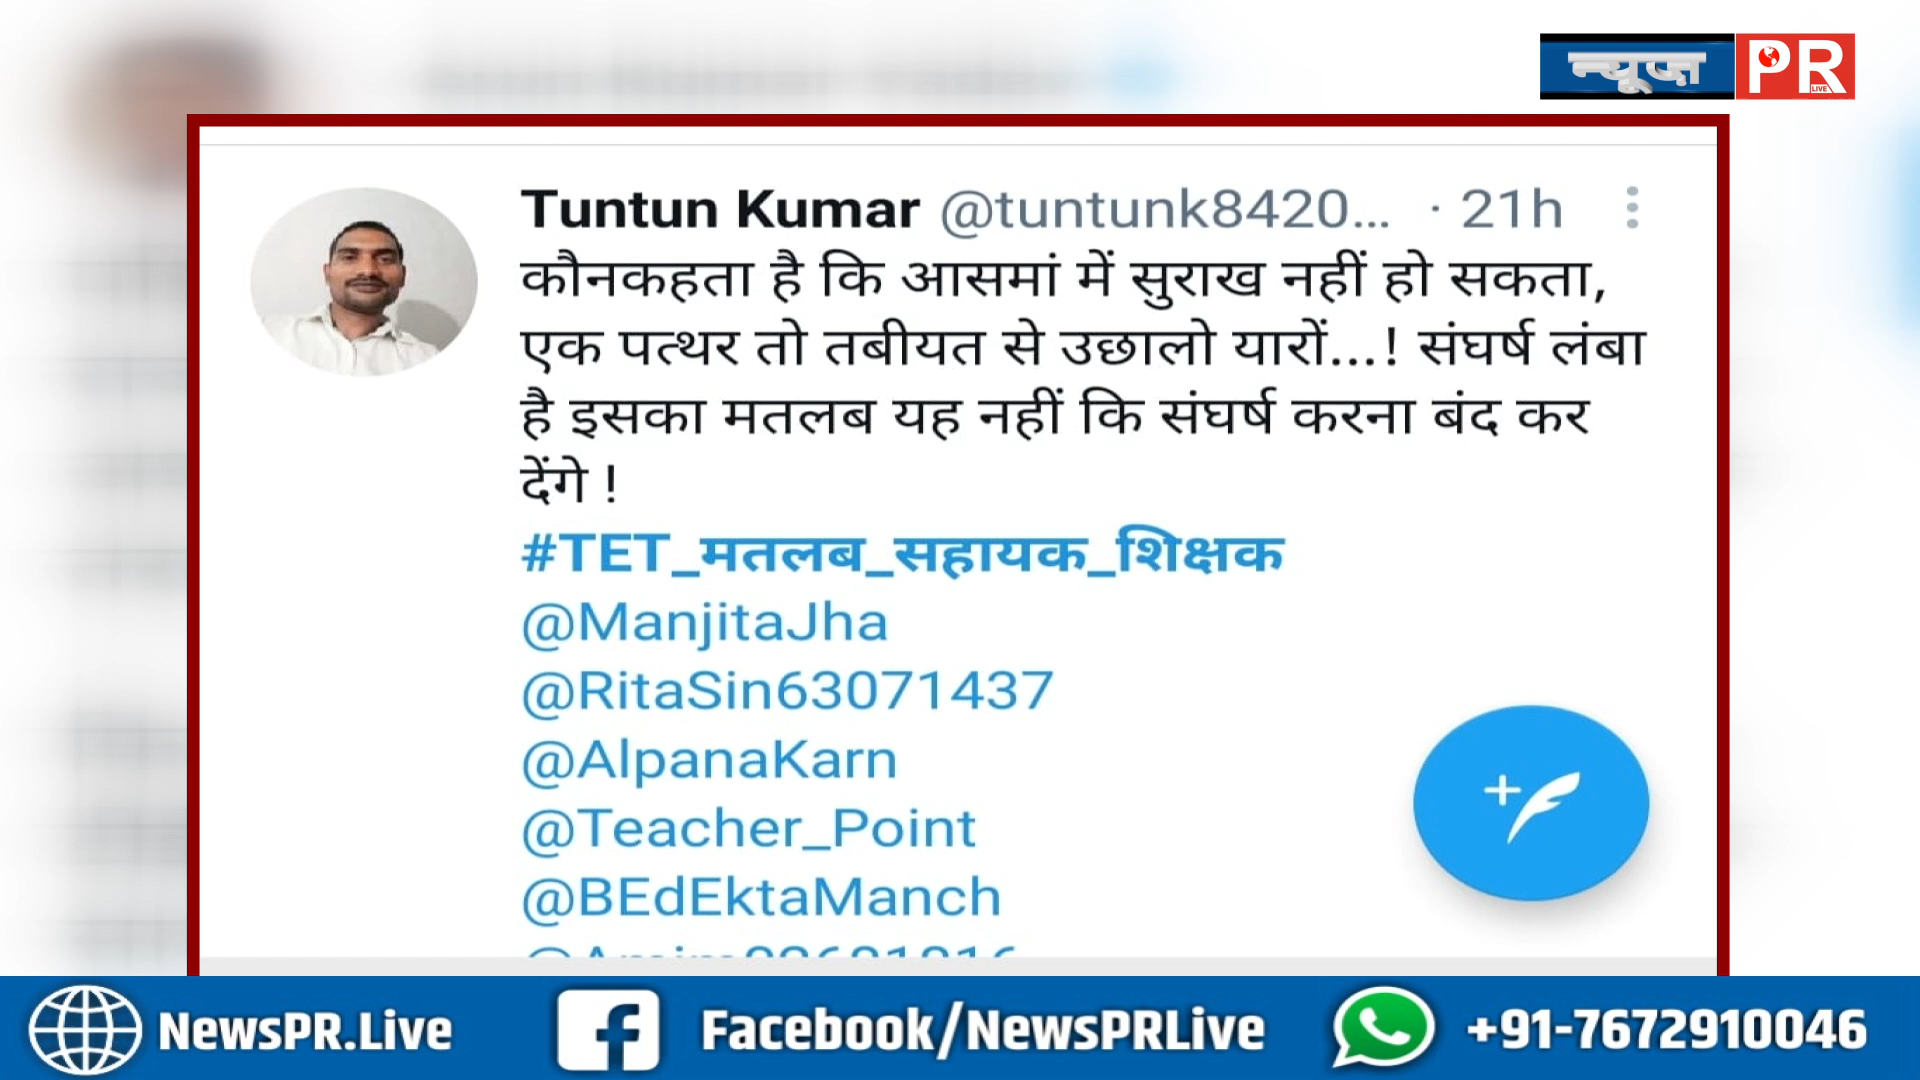 न्यूज़ PR
LIVE
Tuntun Kumar @tuntunk8420... · 21h
कौनकहता है कि आसमां में सुराख नहीं हो सकता,
एक पत्थर तो तबीयत से उछालो यारों...! संघर्ष लंबा
है इसका मतलब यह नहीं कि संघर्ष करना बंद कर
देंगे !
#TET_मतलब_सहायक_शिक्षक
@ManjitaJha
@RitaSin63071437
@AlpanaKarn
@Teacher_Point
@BEdEktaManch
NewsPR.Live Facebook/NewsPRLive +91-7672910046